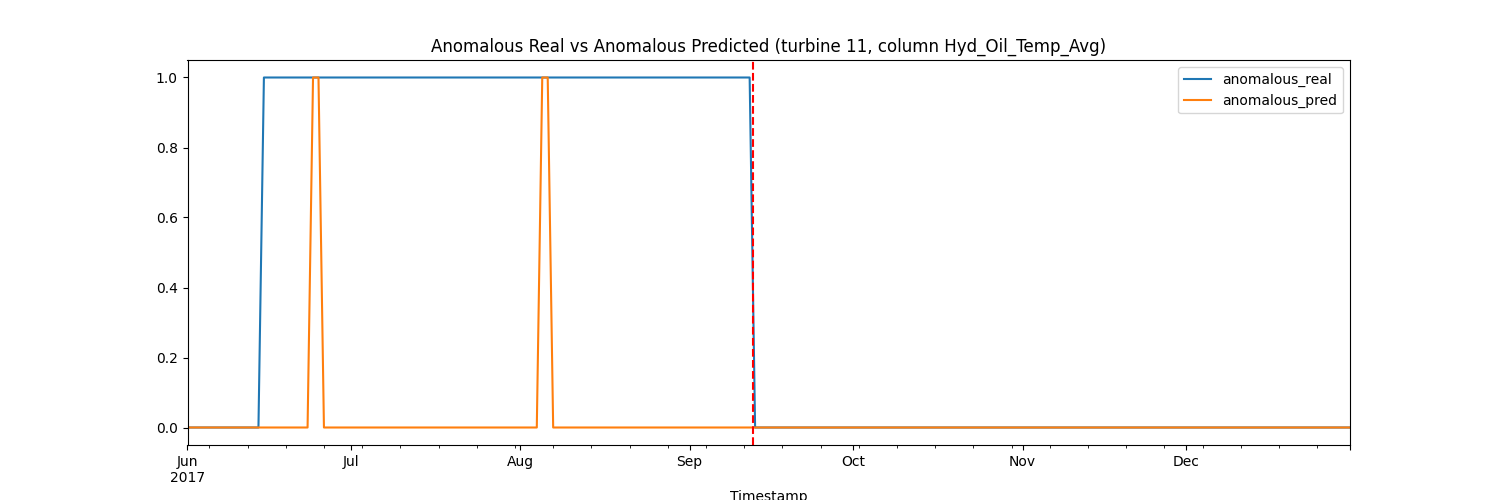 Anomalous Real vs Anomalous Predicted (turbine 11, column Hyd_Oil_Temp_Avg)
anomalous_real
anomalous_pred
1.0
0.8
0.6
0.4
0.2
0.0
Jun Jul Aug Sep Oct Nov Dec
2017
Timestamp